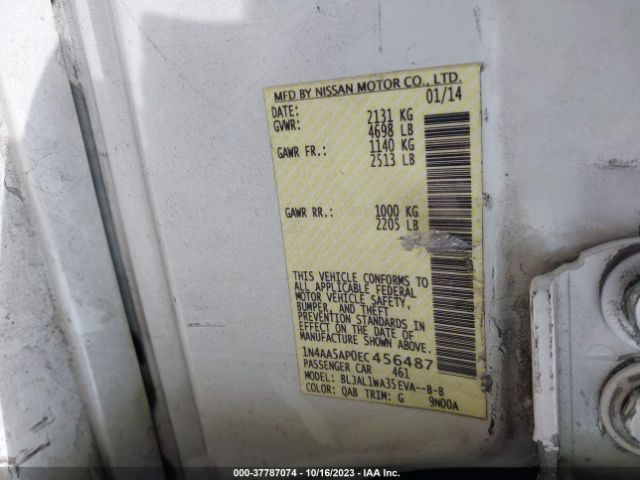 MFD BY NISSAN MOTOR CO., LTD.
DATE: 01/14
GVWR: 2131 KG
4698 LB
GAWR FR.: 1140 KG
2513 LB
GAWR RR.: 1000 KG
2205 LB
THIS VEHICLE CONFORMS TO
ALL APPLICABLE FEDERAL
MOTOR VEHICLE SAFETY,
BUMPER, AND THEFT
PREVENTION STANDARDS IN
EFFECT ON THE DATE OF
MANUFACTURE SHOWN ABOVE.
1N4AA5AP0EC456487
PASSENGER CAR 461
MODEL: BLJAL1WA35EVA--B-B
COLOR: QAB TRIM: G 9N00A
000-37787074 | 10/16/2023 | IAA Inc.